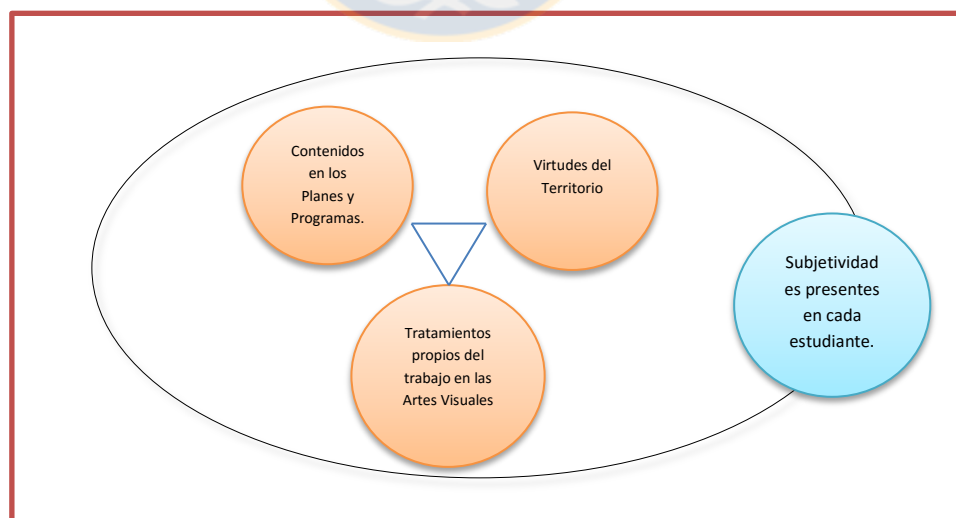 Contenidos
en los
Planes y
Programas.
Virtudes del
Territorio
Subjetividad
es presentes
en cada
estudiante.
Tratamientos
propios del
trabajo en las
Artes Visuales